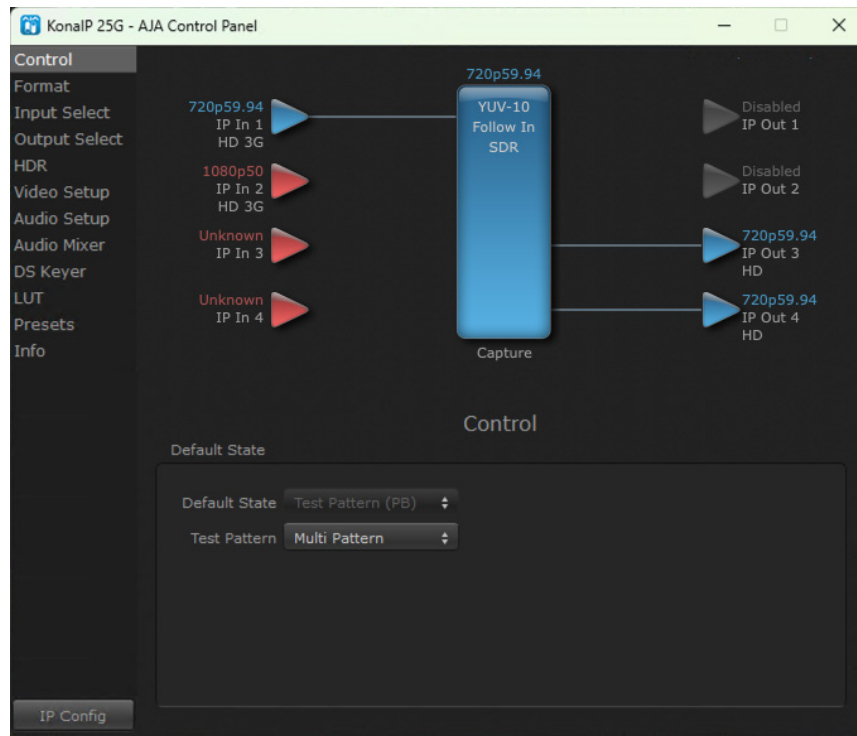 KonaIP 25G - AJA Control Panel
Control
Format
Input Select
Output Select
HDR
Video Setup
Audio Setup
Audio Mixer
DS Keyer
LUT
Presets
Info
IP Config
720p59.94
IP In 1
HD 3G
1080p50
IP In 2
HD 3G
Unknown
IP In 3
Unknown
IP In 4
720p59.94
YUV-10
Follow In
SDR
Capture
Disabled
IP Out 1
Disabled
IP Out 2
720p59.94
IP Out 3
HD
720p59.94
IP Out 4
HD
Control
Default State
Default State Test Pattern (PB)
Test Pattern Multi Pattern